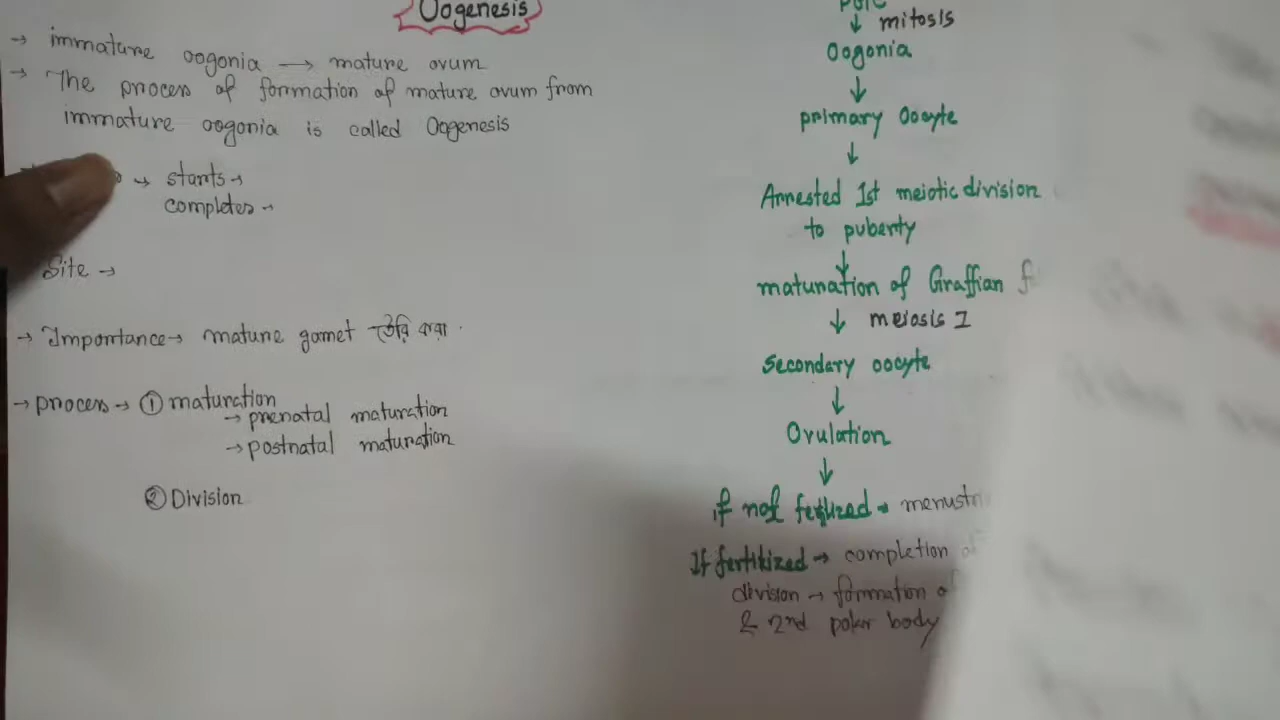 Oogenesis
→ immature oogonia → mature ovum
→ The process of formation of mature ovum from
immature oogonia is called Oogenesis
→ starts →
completes →
Site →
→ Importance → mature gamet তৈরি করা
→ process → ① maturation
→ prenatal maturation
→ postnatal maturation
② Division
↓ mitosis
Oogonia
↓
primary Oocyte
↓
Arrested 1st meiotic division
to puberty
↓
maturation of Graffian
↓ meiosis I
Secondary oocyte
↓
Ovulation
↓
if not fertilized →
If fertilized → completion
division → formation
& 2nd polar body